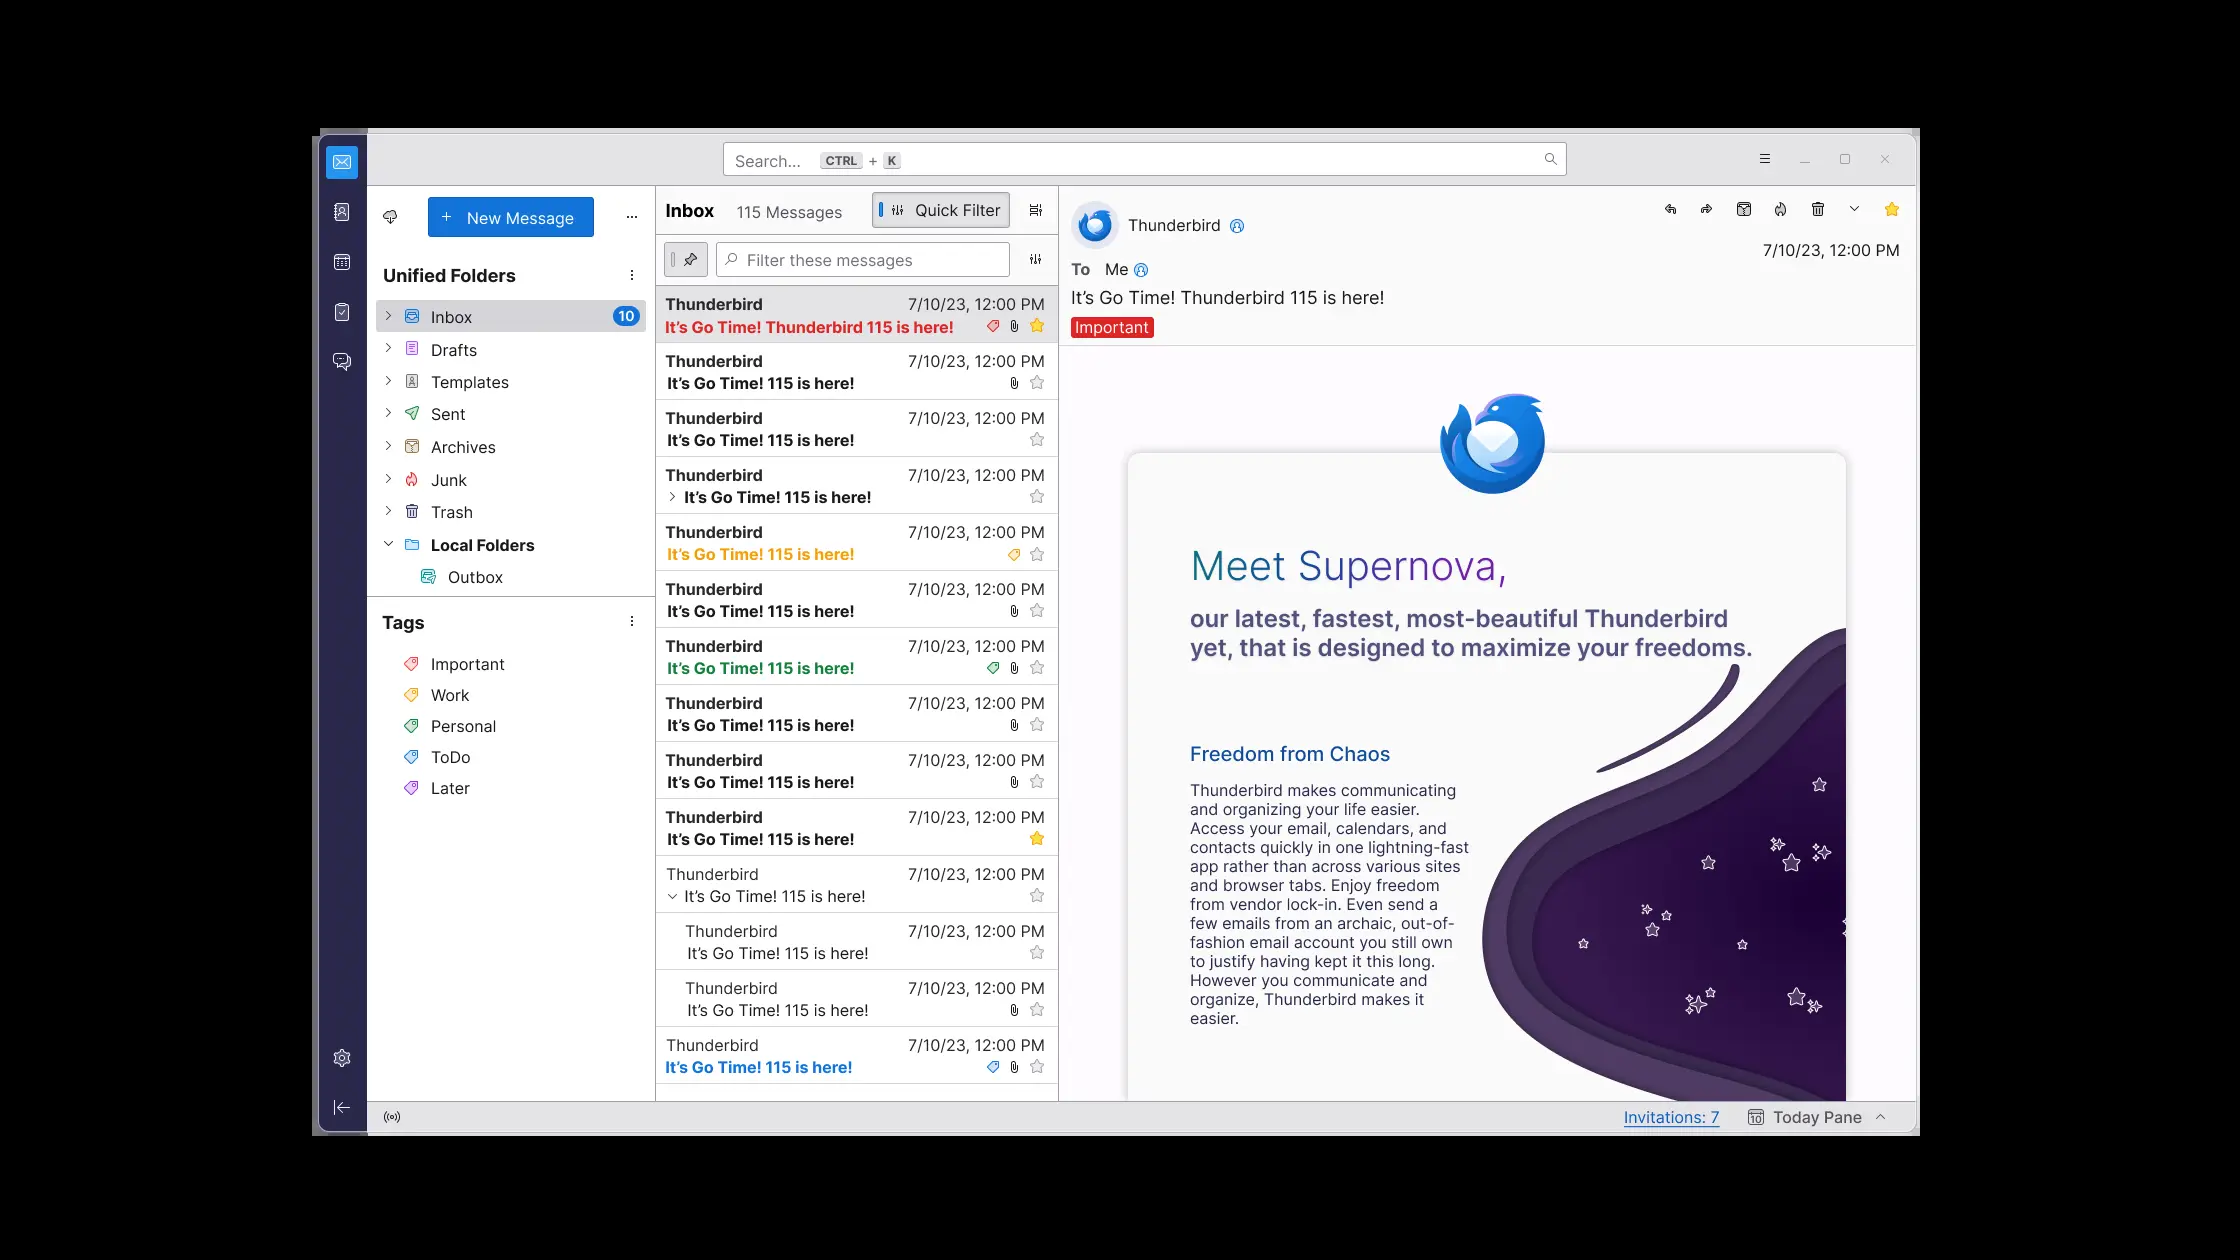 Search... CTRL + K
New Message
Unified Folders
Inbox 10
Drafts
Templates
Sent
Archives
Junk
Trash
Local Folders
Outbox
Tags
Important
Work
Personal
ToDo
Later
Inbox 115 Messages Quick Filter
Filter these messages
Thunderbird 7/10/23, 12:00 PM
It’s Go Time! Thunderbird 115 is here!
Thunderbird 7/10/23, 12:00 PM
It’s Go Time! 115 is here!
Thunderbird 7/10/23, 12:00 PM
It’s Go Time! 115 is here!
Thunderbird 7/10/23, 12:00 PM
It’s Go Time! 115 is here!
Thunderbird 7/10/23, 12:00 PM
It’s Go Time! 115 is here!
Thunderbird 7/10/23, 12:00 PM
It’s Go Time! 115 is here!
Thunderbird 7/10/23, 12:00 PM
It’s Go Time! 115 is here!
Thunderbird 7/10/23, 12:00 PM
It’s Go Time! 115 is here!
Thunderbird 7/10/23, 12:00 PM
It’s Go Time! 115 is here!
Thunderbird 7/10/23, 12:00 PM
It’s Go Time! 115 is here!
Thunderbird 7/10/23, 12:00 PM
It’s Go Time! 115 is here!
Thunderbird 7/10/23, 12:00 PM
It’s Go Time! 115 is here!
Thunderbird 7/10/23, 12:00 PM
It’s Go Time! 115 is here!
Thunderbird 7/10/23, 12:00 PM
It’s Go Time! 115 is here!
Thunderbird
7/10/23, 12:00 PM
To Me
It’s Go Time! Thunderbird 115 is here!
Important
Meet Supernova,
our latest, fastest, most-beautiful Thunderbird
yet, that is designed to maximize your freedoms.
Freedom from Chaos
Thunderbird makes communicating
and organizing your life easier.
Access your email, calendars, and
contacts quickly in one lightning-fast
app rather than across various sites
and browser tabs. Enjoy freedom
from vendor lock-in. Even send a
few emails from an archaic, out-of-
fashion email account you still own
to justify having kept it this long.
However you communicate and
organize, Thunderbird makes it
easier.
Invitations: 7 10 Today Pane